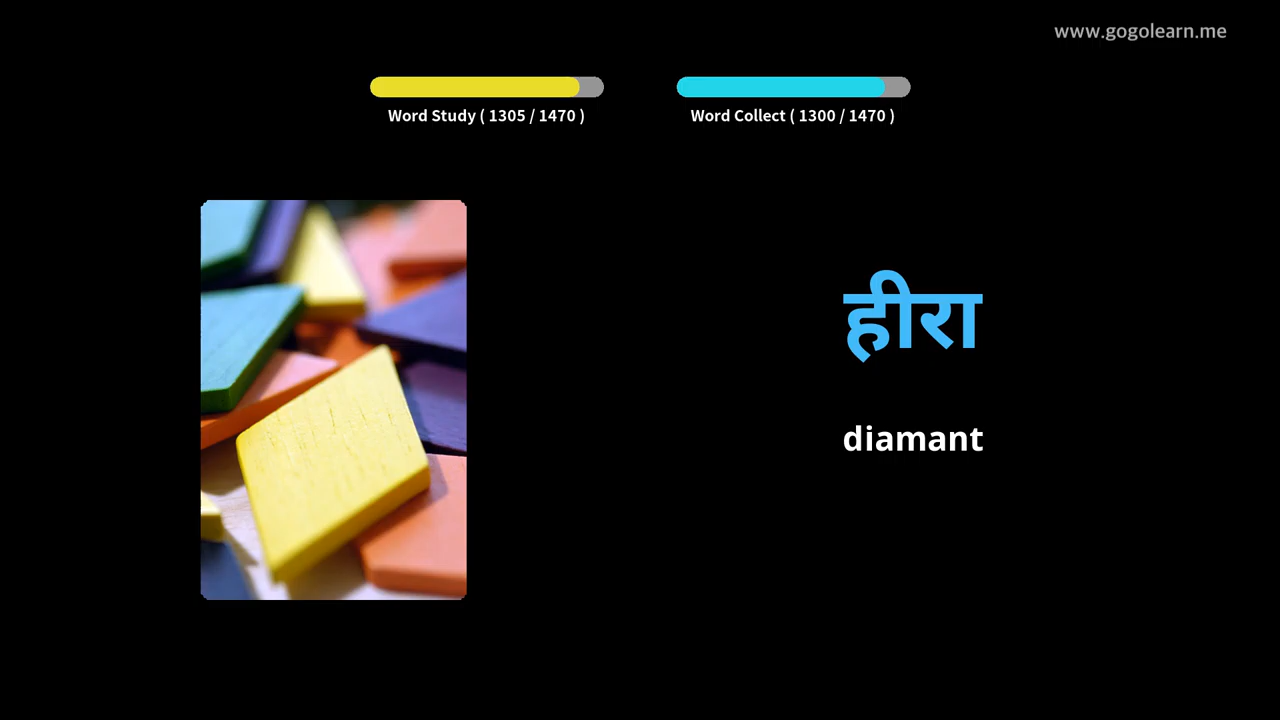 www.gogolearn.me
Word Study ( 1305 / 1470 )
Word Collect ( 1300 / 1470 )
हीरा
diamant